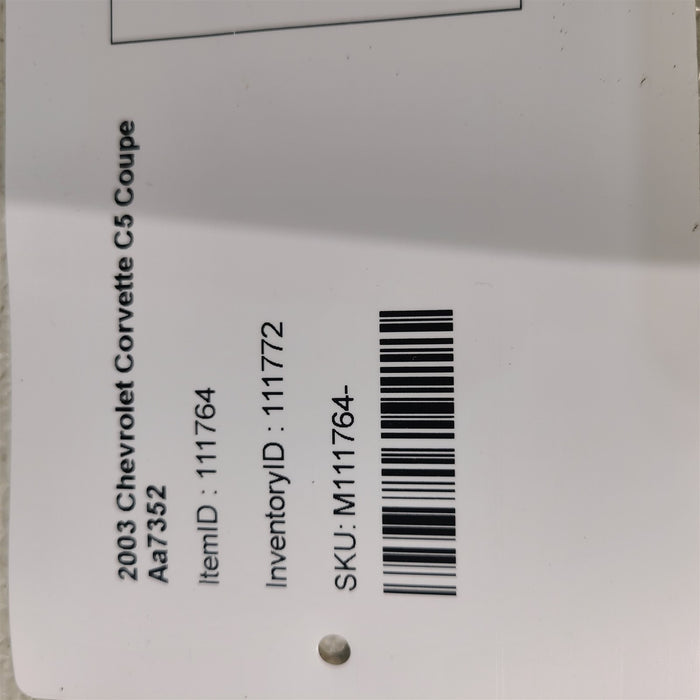 2003 Chevrolet Corvette C5 Coupe
Aa7352
ItemID : 111764
InventoryID : 111772
SKU: M111764-